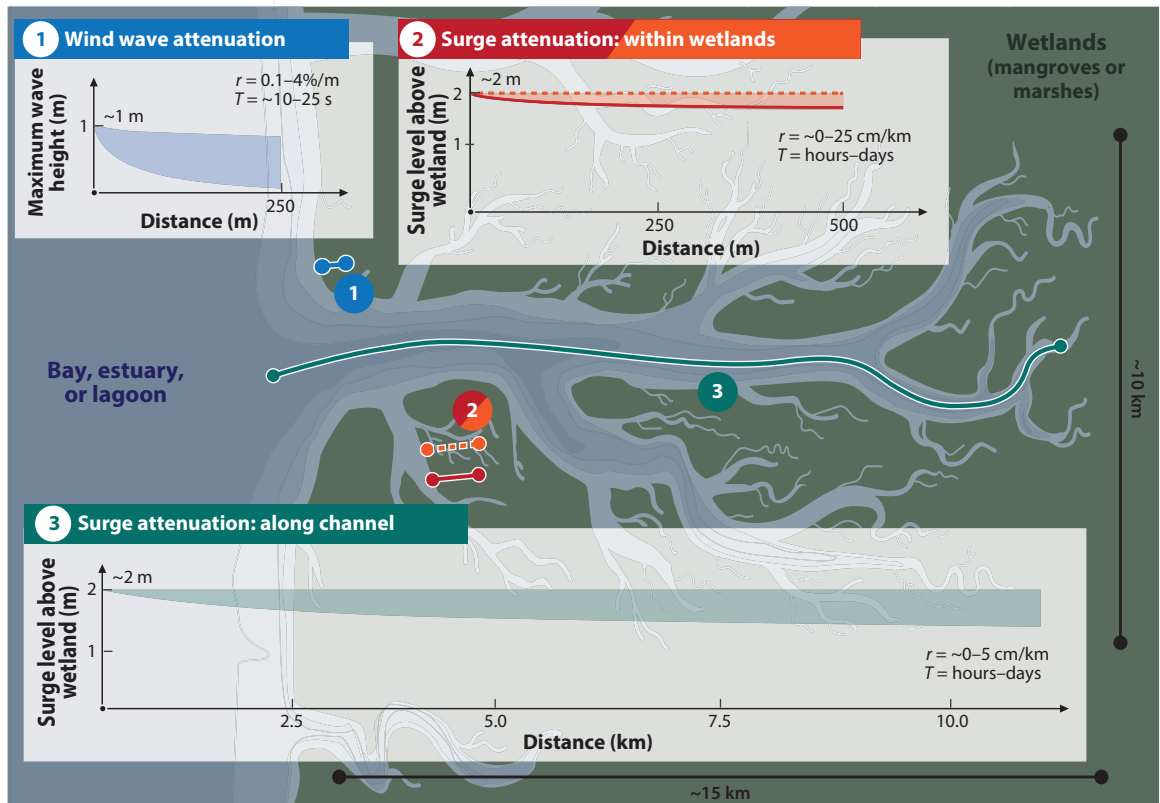 1 Wind wave attenuation
Maximum wave
height (m)
r = 0.1–4%/m
T = ~10–25 s
~1 m
1
250
Distance (m)
2 Surge attenuation: within wetlands
Surge level above
wetland (m)
~2 m
2
1
r = ~0–25 cm/km
T = hours–days
250
500
Distance (m)
Wetlands
(mangroves or
marshes)
1
Bay, estuary,
or lagoon
3
2
~10 km
3 Surge attenuation: along channel
Surge level above
wetland (m)
~2 m
2
1
r = ~0–5 cm/km
T = hours–days
2.5
5.0
7.5
10.0
Distance (km)
~15 km